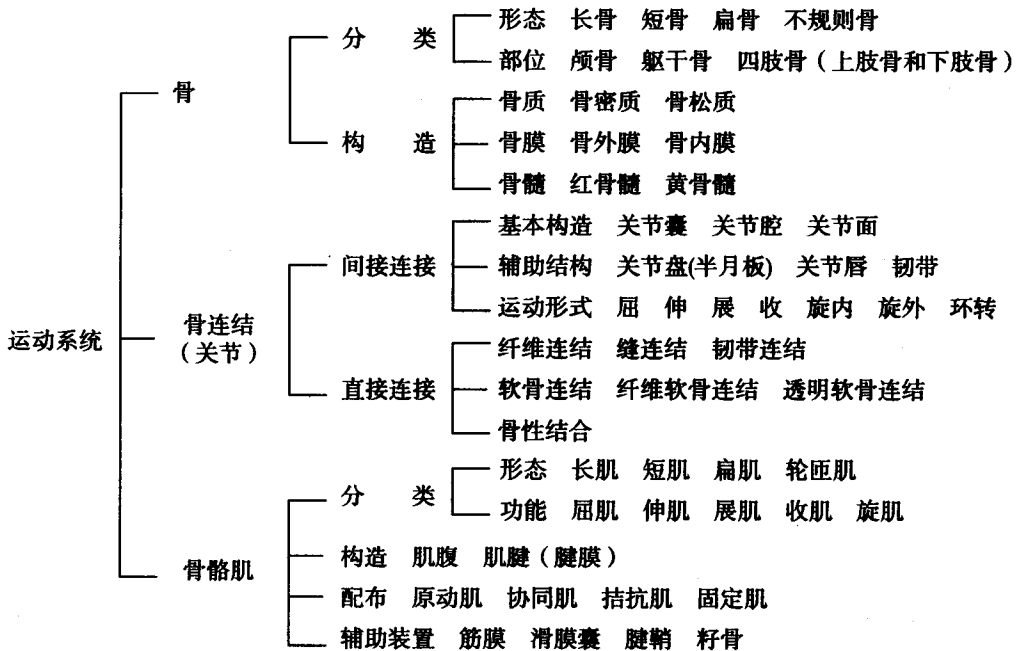 形态 长骨 短骨 扁骨 不规则骨
分 类
部位 颅骨 躯干骨 四肢骨（上肢骨和下肢骨）
骨
骨质 骨密质 骨松质
构 造 骨膜 骨外膜 骨内膜
骨髓 红骨髓 黄骨髓
基本构造 关节囊 关节腔 关节面
间接连接 辅助结构 关节盘(半月板) 关节唇 韧带
运动形式 屈 伸 展 收 旋内 旋外 环转
运动系统
骨连结
（关节）
纤维连结 缝连结 韧带连结
直接连接 软骨连结 纤维软骨连结 透明软骨连结
骨性结合
形态 长肌 短肌 扁肌 轮匝肌
分 类
功能 屈肌 伸肌 展肌 收肌 旋肌
骨骼肌
构造 肌腹 肌腱（腱膜）
配布 原动肌 协同肌 拮抗肌 固定肌
辅助装置 筋膜 滑膜囊 腱鞘 籽骨